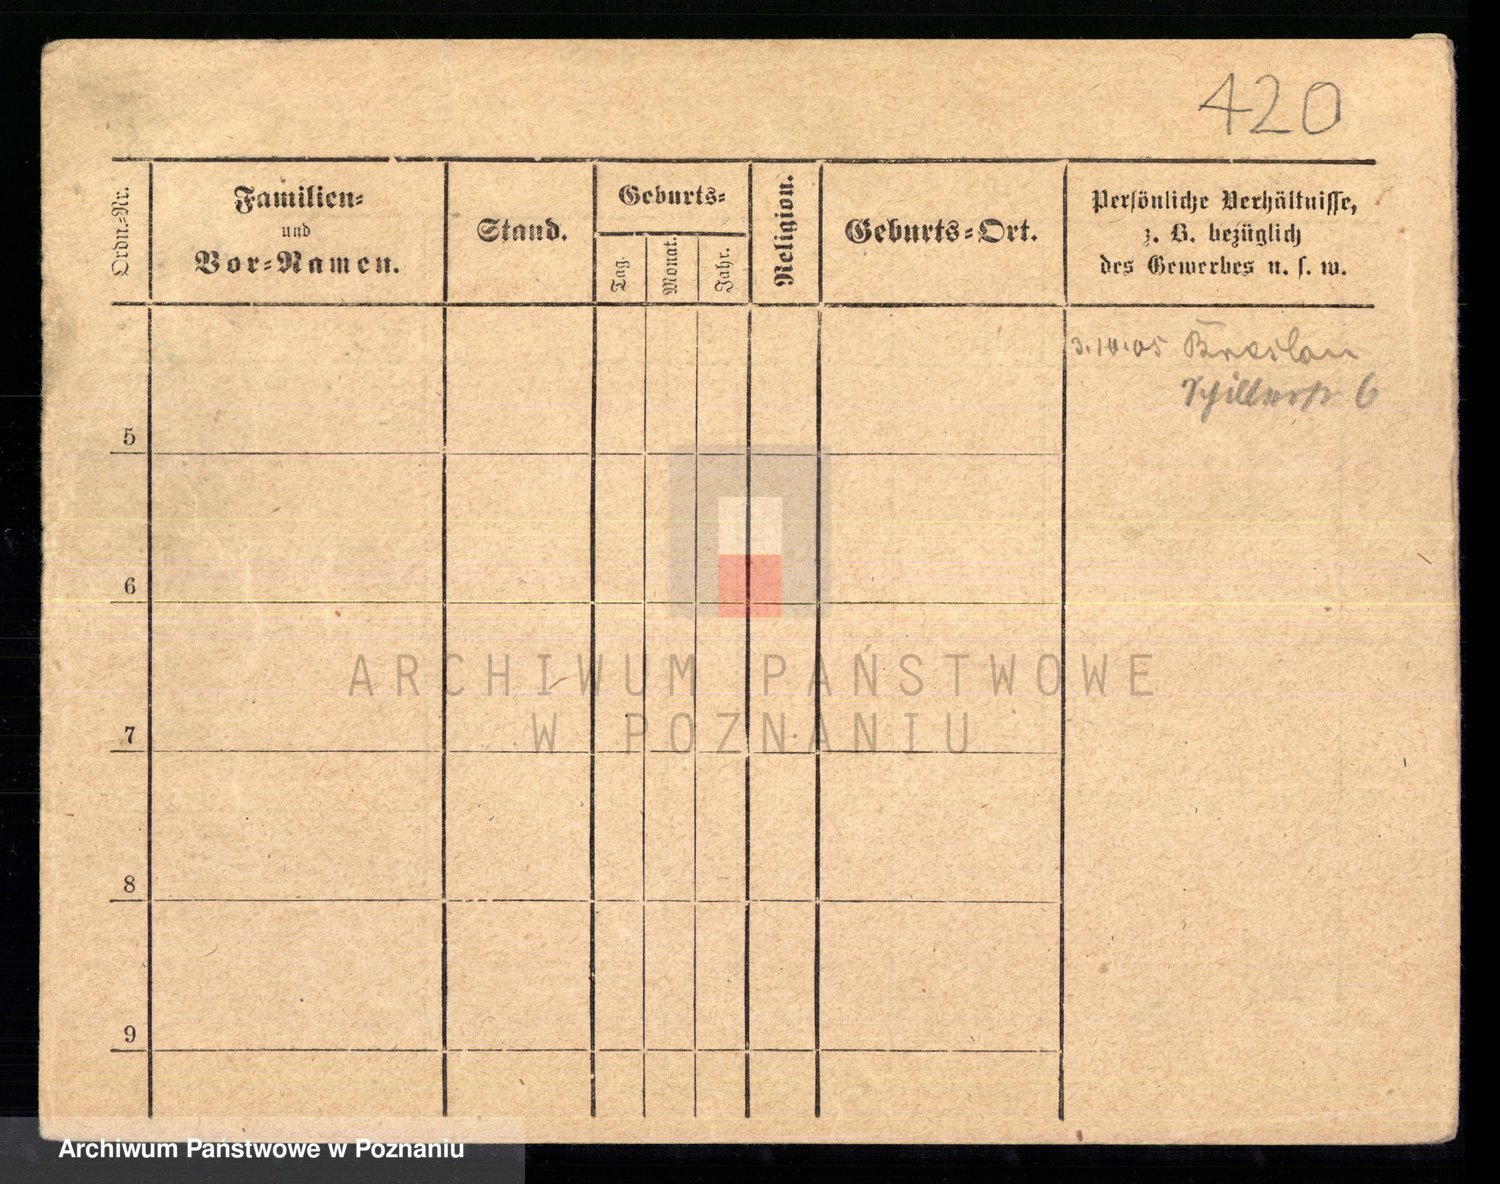 420
Ordn.-Nr.
Familien-
und
Vor-Namen.
Stand.
Geburts-
Tag.
Monat.
Jahr.
Religion.
Geburts-Ort.
Persönliche Verhältnisse,
z. B. bezüglich
des Gewerbes u. s. w.
3.10.05 Breslau
Schillerstr 6
5
6
7
8
9
ARCHIWUM PAŃSTWOWE
W POZNANIU
Archiwum Państwowe w Poznaniu